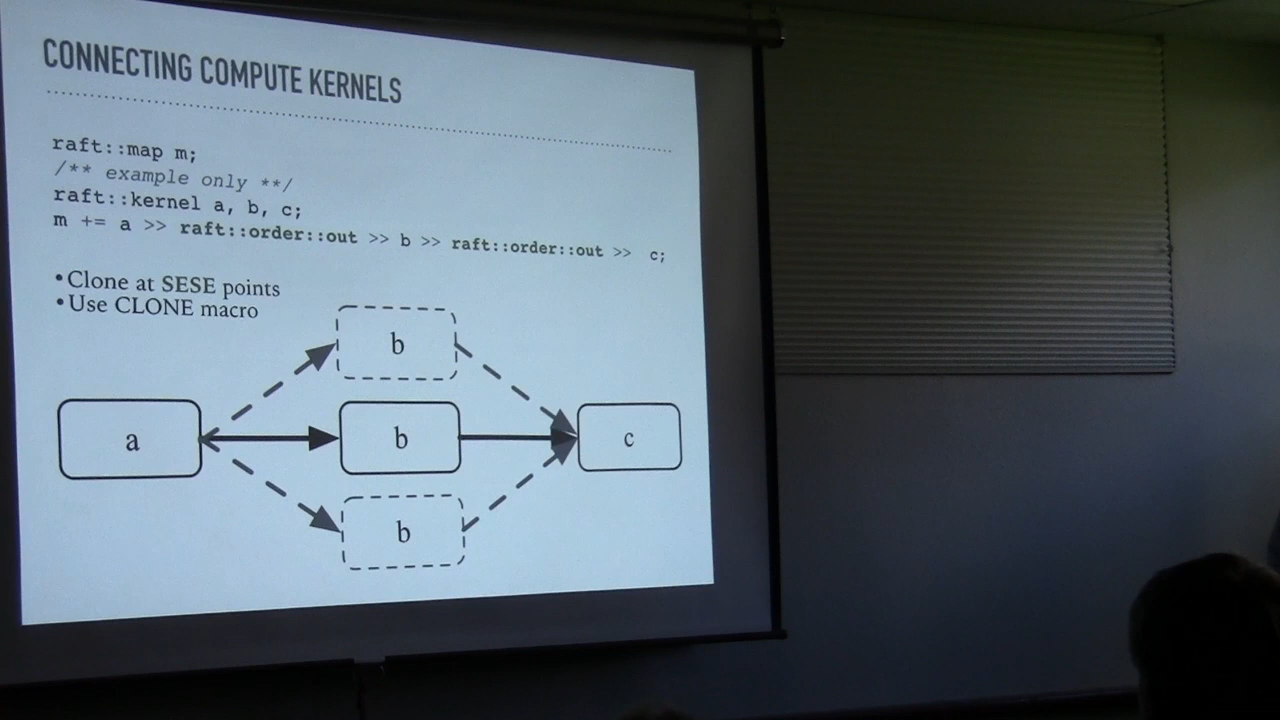 CONNECTING COMPUTE KERNELS
raft::map m;
/** example only **/
raft::kernel a, b, c;
m += a >> raft::order::out >> b >> raft::order::out >> c;
•Clone at SESE points
•Use CLONE macro
b
a
b
c
b